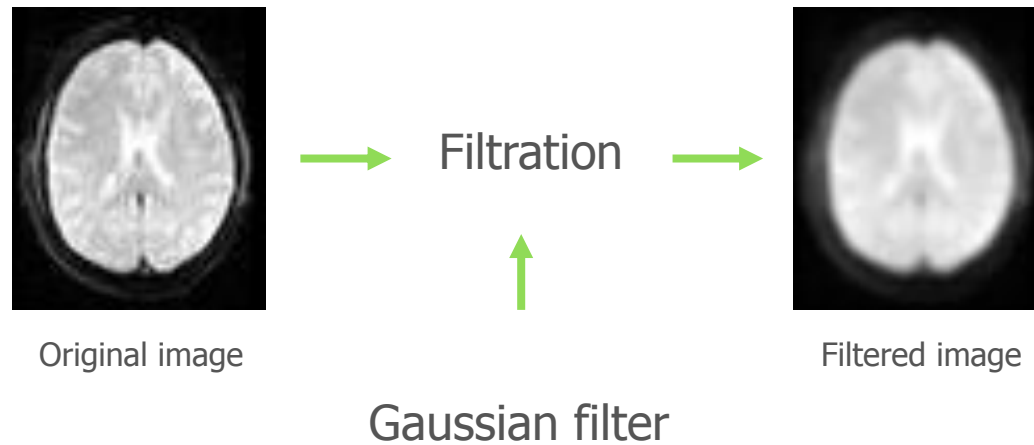 Filtration
Original image
Filtered image
Gaussian filter